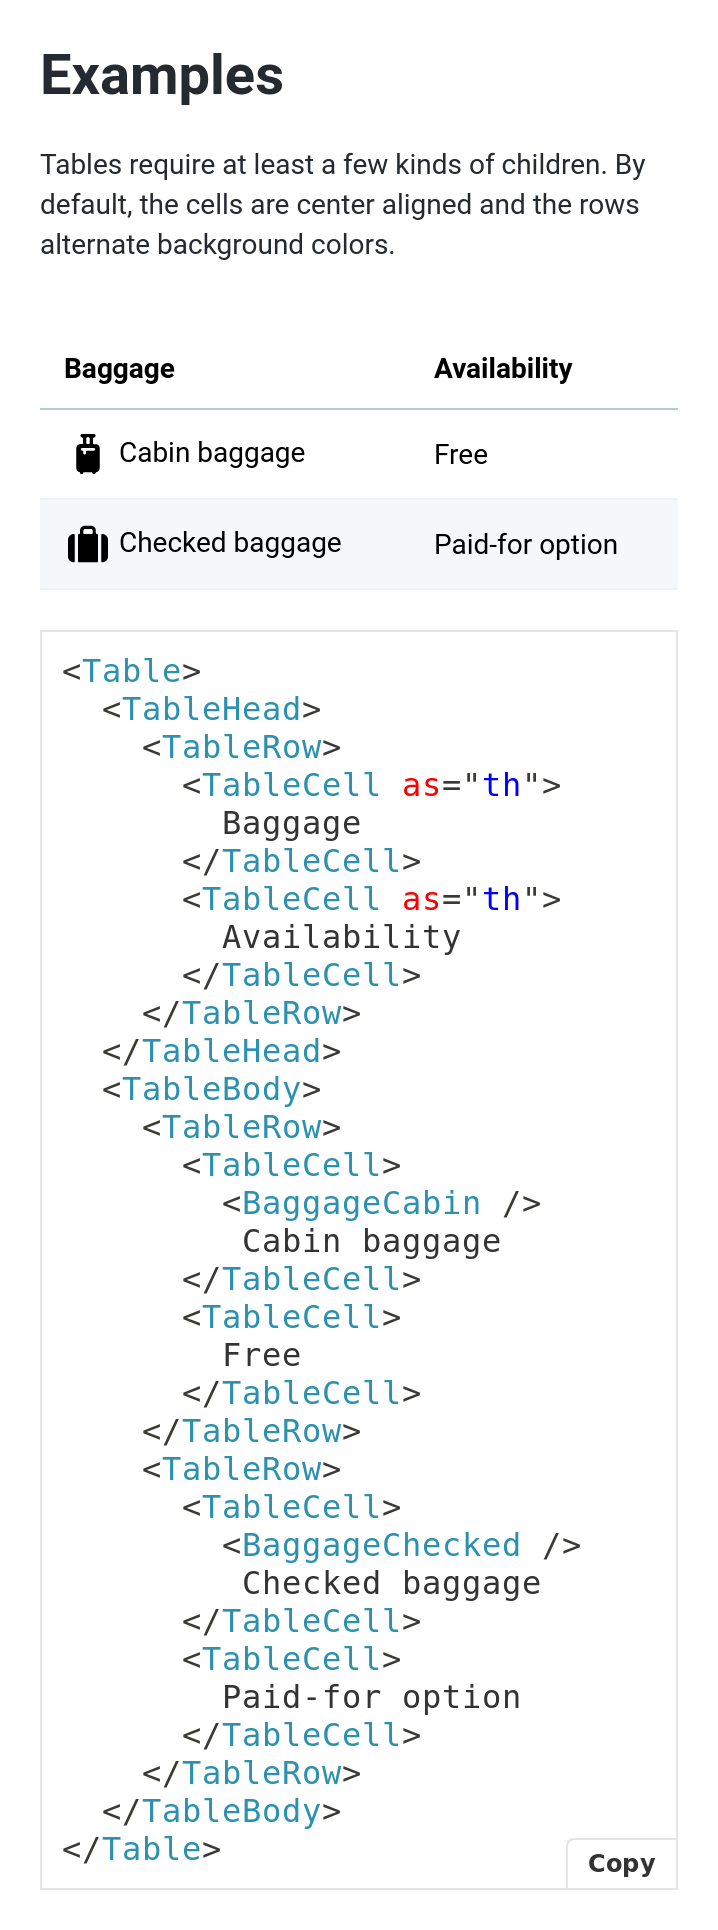 Examples
Tables require at least a few kinds of children. By
default, the cells are center aligned and the rows
alternate background colors.
Baggage Availability
Cabin baggage Free
Checked baggage Paid-for option
<Table>
  <TableHead>
    <TableRow>
      <TableCell as="th">
        Baggage
      </TableCell>
      <TableCell as="th">
        Availability
      </TableCell>
    </TableRow>
  </TableHead>
  <TableBody>
    <TableRow>
      <TableCell>
        <BaggageCabin />
         Cabin baggage
      </TableCell>
      <TableCell>
        Free
      </TableCell>
    </TableRow>
    <TableRow>
      <TableCell>
        <BaggageChecked />
         Checked baggage
      </TableCell>
      <TableCell>
        Paid-for option
      </TableCell>
    </TableRow>
  </TableBody>
</Table>
Copy